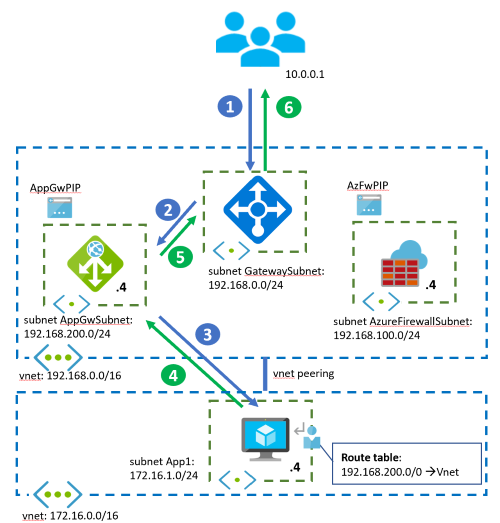 10.0.0.1
1
6
AppGwPIP
AzFwPIP
2
5
.4
subnet GatewaySubnet:
192.168.0.0/24
.4
subnet AppGwSubnet:
192.168.200.0/24
subnet AzureFirewallSubnet:
192.168.100.0/24
3
4
vnet: 192.168.0.0/16
vnet peering
subnet App1:
172.16.1.0/24
.4
Route table:
192.168.200.0/0 →Vnet
vnet: 172.16.0.0/16